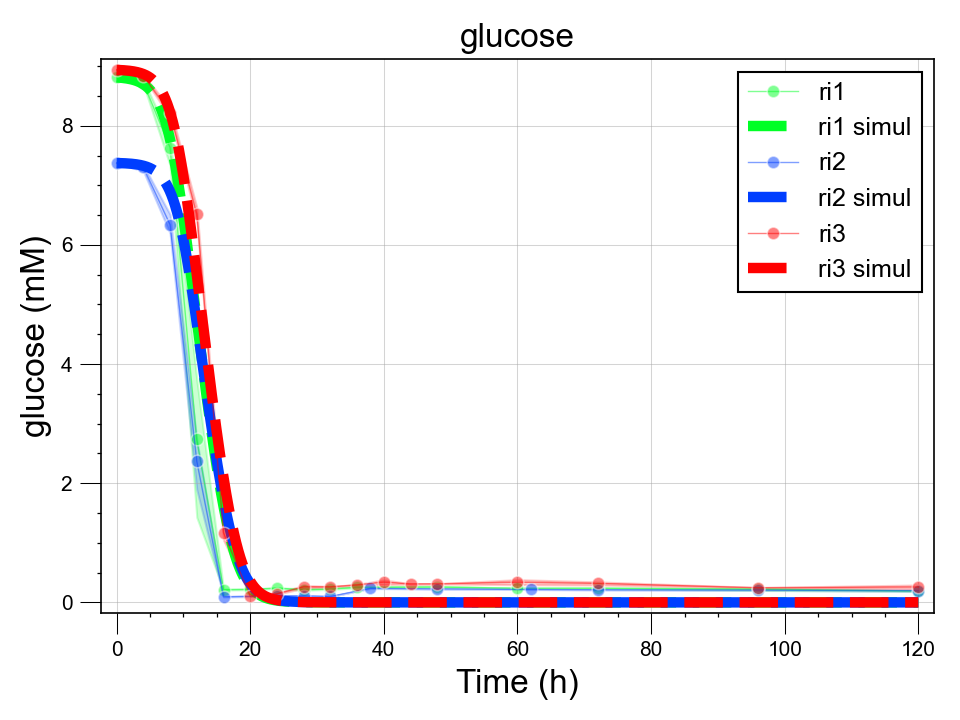 glucose
ri1
ri1 simul
ri2
ri2 simul
ri3
ri3 simul
glucose (mM)
8
6
4
2
0
0 20 40 60 80 100 120
Time (h)